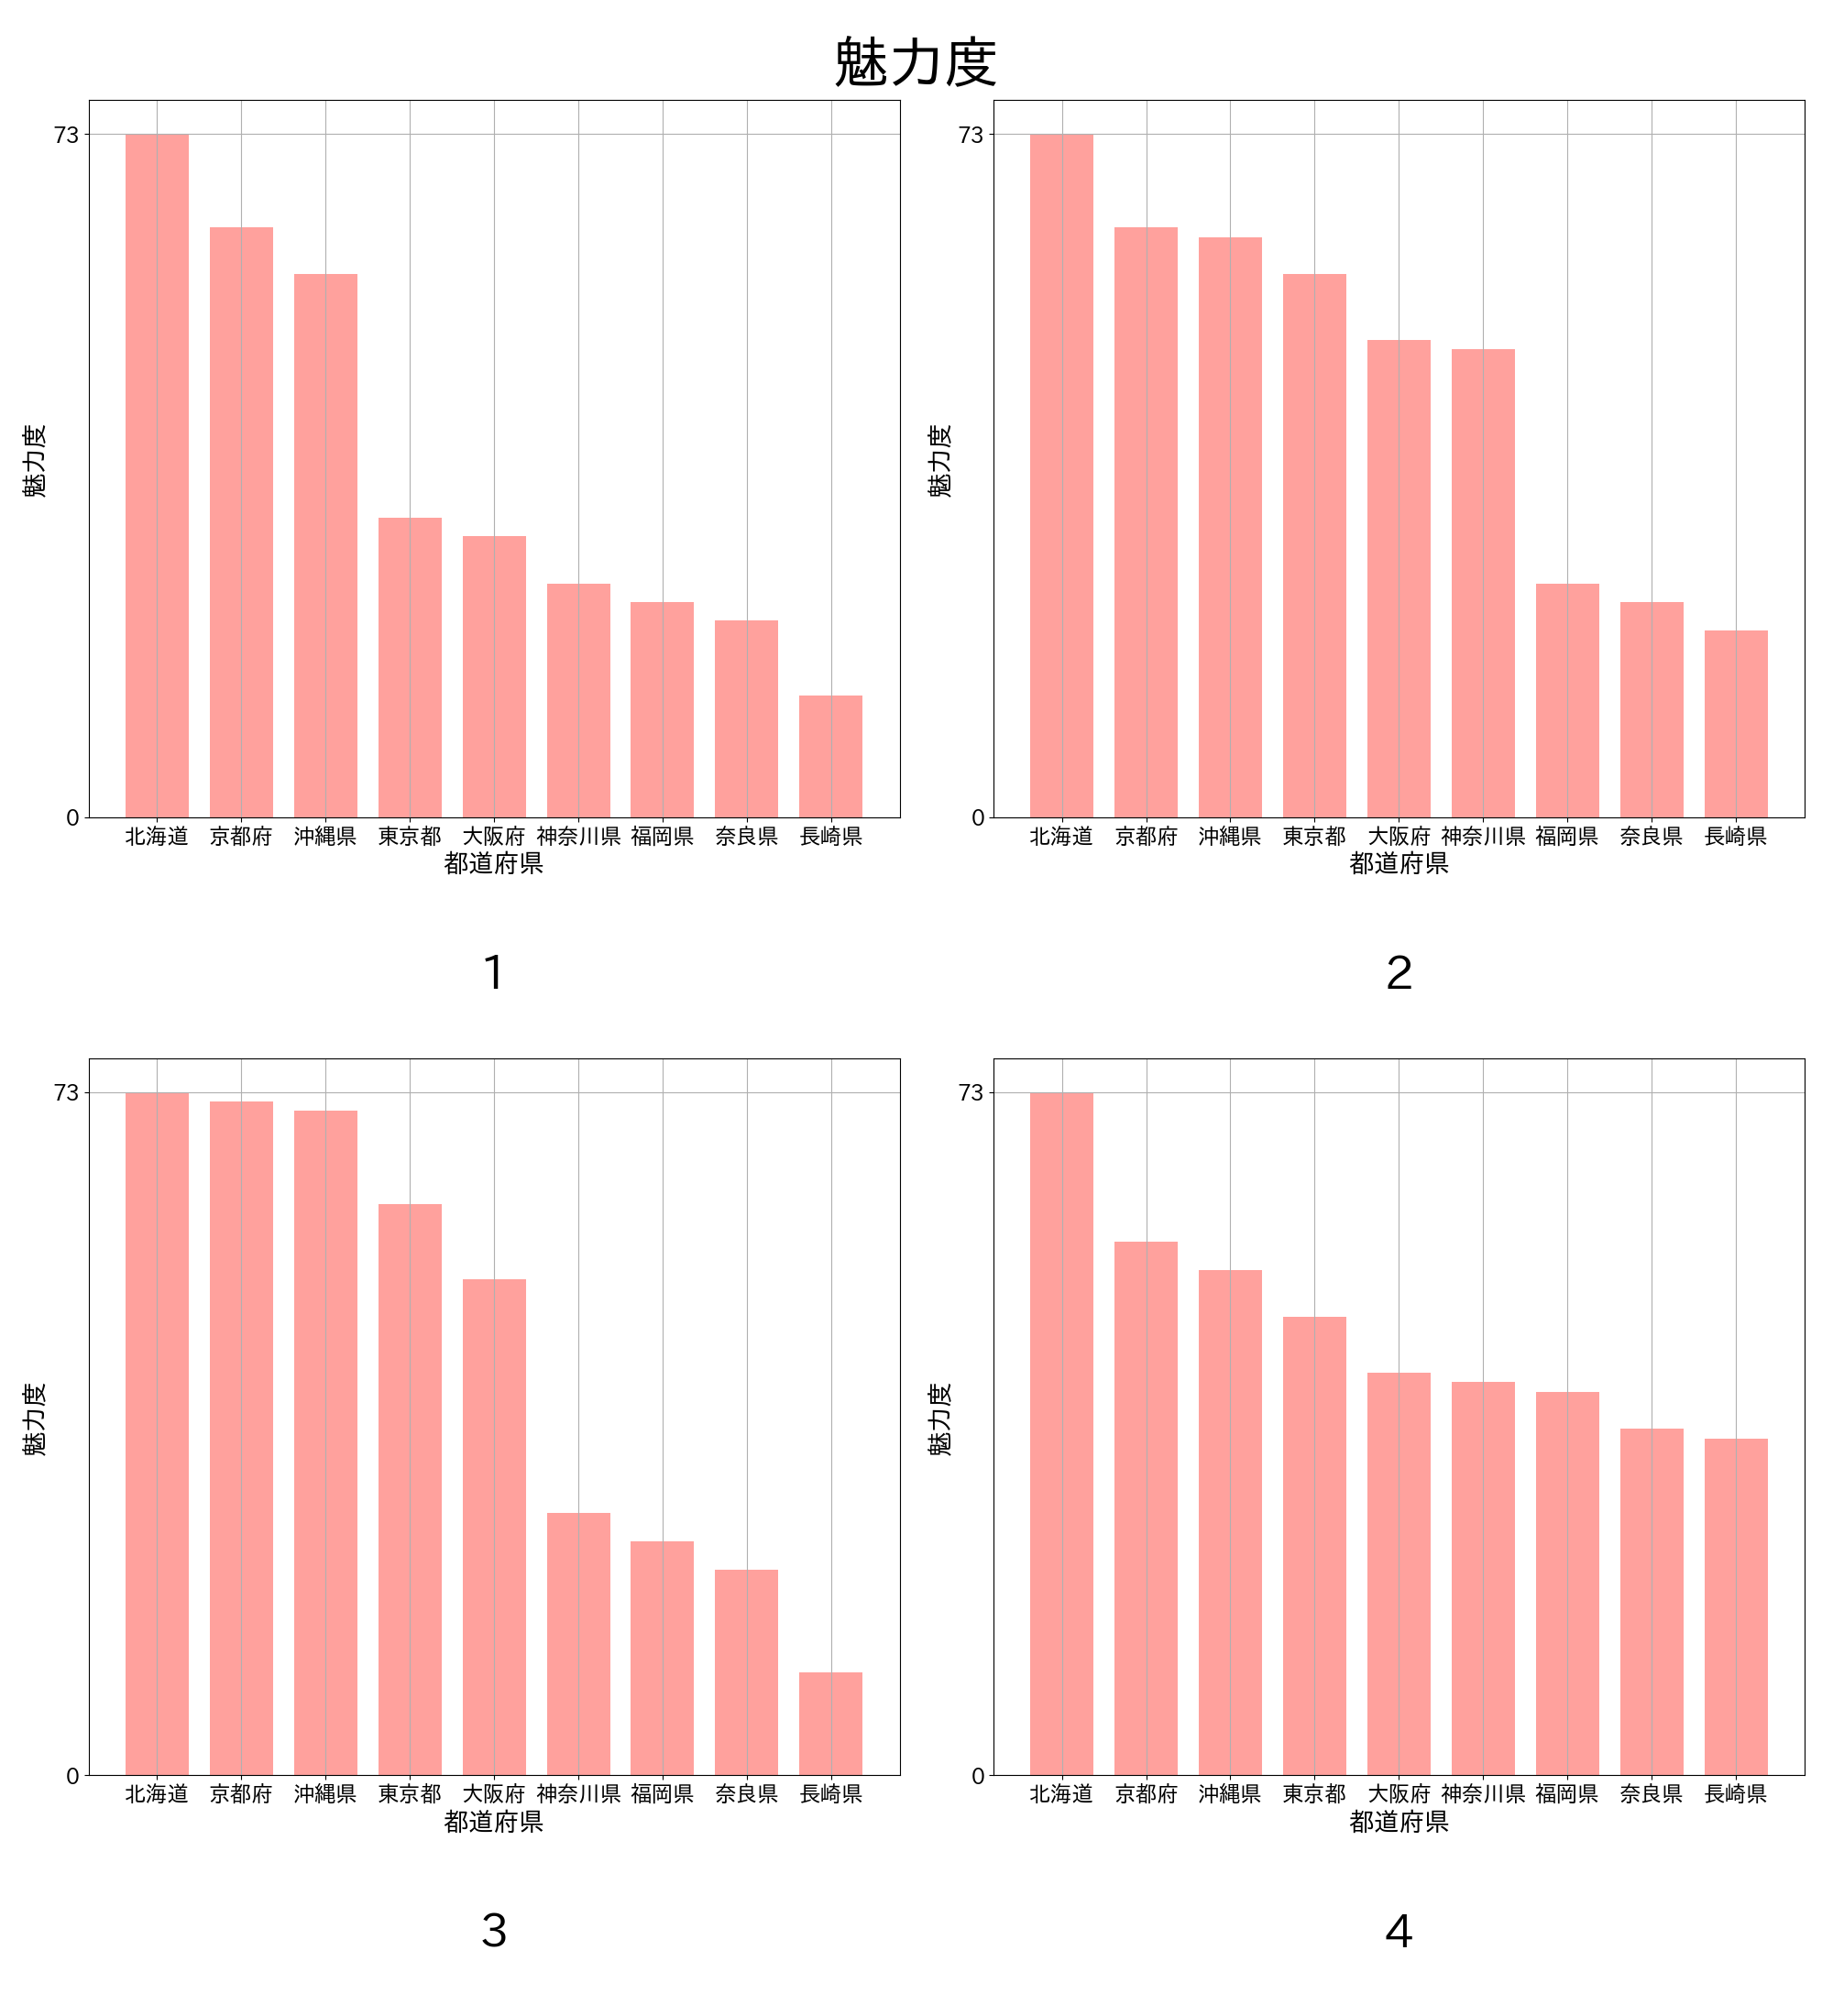 魅力度
73
魅力度
0
北海道 京都府 沖縄県 東京都 大阪府 神奈川県 福岡県 奈良県 長崎県
都道府県
1
73
魅力度
0
北海道 京都府 沖縄県 東京都 大阪府 神奈川県 福岡県 奈良県 長崎県
都道府県
2
73
魅力度
0
北海道 京都府 沖縄県 東京都 大阪府 神奈川県 福岡県 奈良県 長崎県
都道府県
3
73
魅力度
0
北海道 京都府 沖縄県 東京都 大阪府 神奈川県 福岡県 奈良県 長崎県
都道府県
4